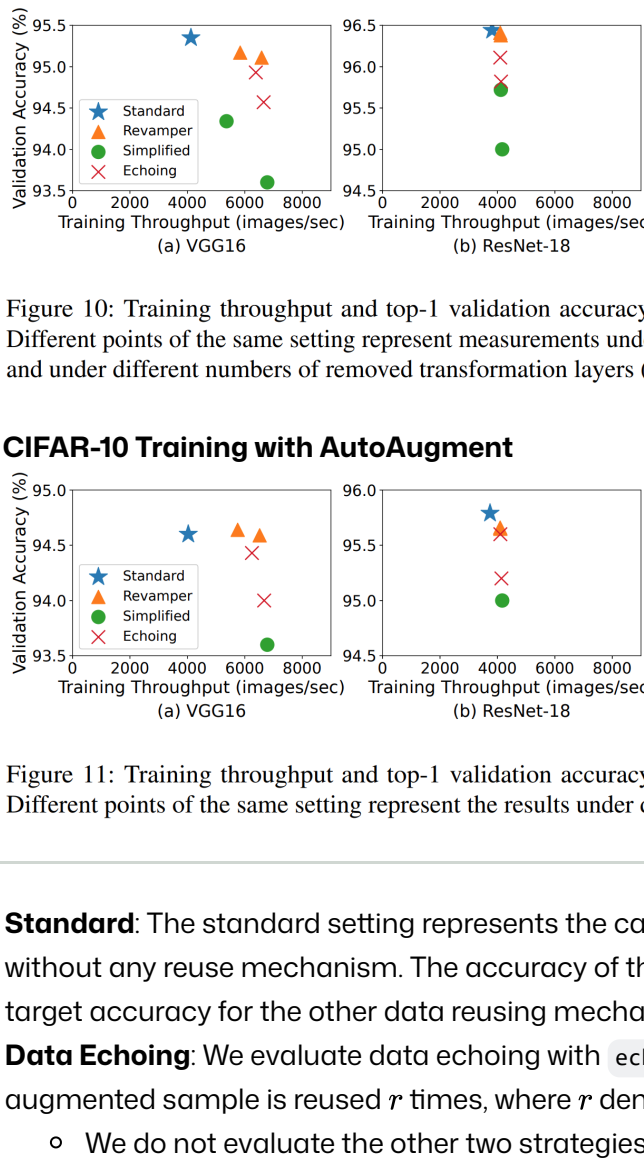 95.5
95.0
94.5
94.0
93.5
Validation Accuracy (%)
Standard
Revamper
Simplified
Echoing
0 2000 4000 6000 8000
Training Throughput (images/sec)
(a) VGG16
96.5
96.0
95.5
95.0
94.5
0 2000 4000 6000 8000
Training Throughput (images/sec
(b) ResNet-18
Figure 10: Training throughput and top-1 validation accuracy
Different points of the same setting represent measurements und
and under different numbers of removed transformation layers (
CIFAR-10 Training with AutoAugment
95.0
94.5
94.0
93.5
Validation Accuracy (%)
Standard
Revamper
Simplified
Echoing
0 2000 4000 6000 8000
Training Throughput (images/sec)
(a) VGG16
96.0
95.5
95.0
94.5
0 2000 4000 6000 8000
Training Throughput (images/sec
(b) ResNet-18
Figure 11: Training throughput and top-1 validation accuracy
Different points of the same setting represent the results under
Standard: The standard setting represents the ca
without any reuse mechanism. The accuracy of th
target accuracy for the other data reusing mecha
Data Echoing: We evaluate data echoing with ec
augmented sample is reused r times, where r den
We do not evaluate the other two strategies